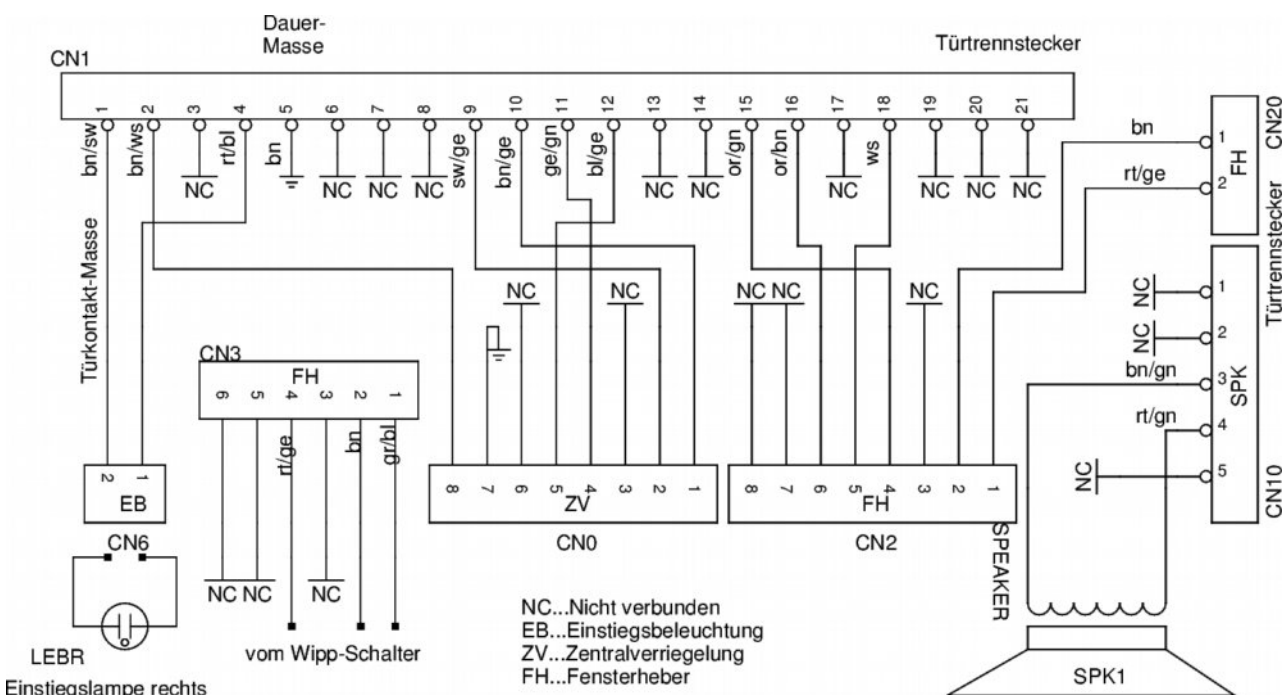 Dauer-
Masse
CN1
Türtrennstecker
1 2 3 4 5 6 7 8 9 10 11 12 13 14 15 16 17 18 19 20 21
bn/sw
bn/ws
NC
rt/bl
bn
NC
NC
NC
sw/ge
bn/ge
ge/gn
bl/ge
NC
NC
or/gn
or/bn
NC
ws
NC
NC
NC
bn
rt/ge
1
2
FH
CN20
Türtrennstecker
Türkontakt-Masse
NC
NC
NC NC
NC
NC
NC
bn/gn
rt/gn
NC
1
2
3
4
5
SPK
CN10
CN3
FH
6 5 4 3 2 1
rt/ge
bn
gr/bl
NC NC
NC
vom Wipp-Schalter
2 1
EB
CN6
LEBR
Einstiegslampe rechts
8 7 6 5 4 3 2 1
ZV
CN0
8 7 6 5 4 3 2 1
FH
CN2
SPEAKER
SPK1
NC...Nicht verbunden
EB...Einstiegsbeleuchtung
ZV...Zentralverriegelung
FH...Fensterheber